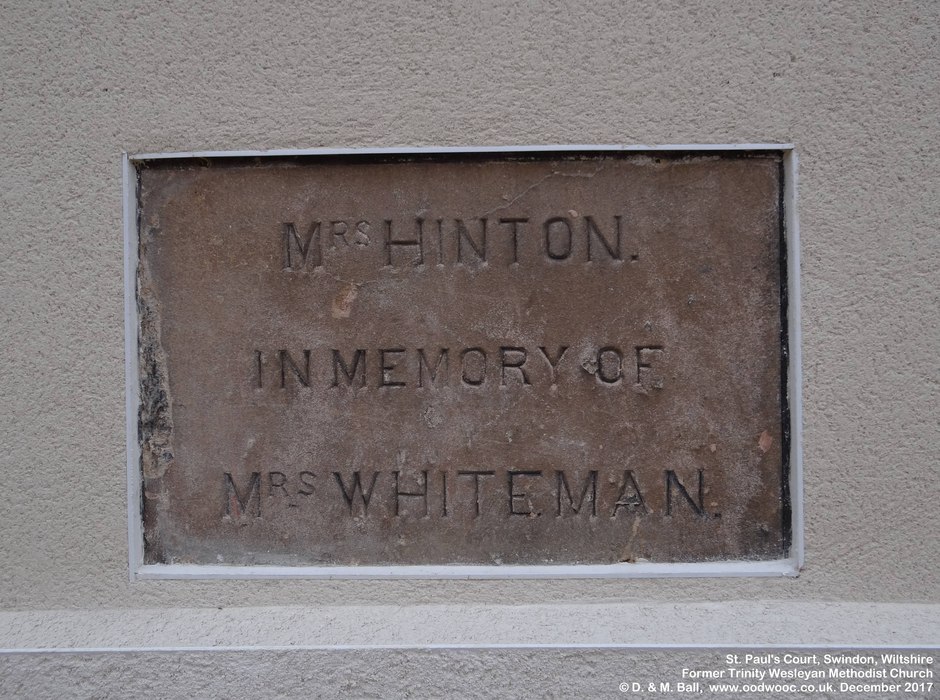 MRS HINTON.
IN MEMORY OF
MRS WHITEMAN.
St. Paul's Court, Swindon, Wiltshire
Former Trinity Wesleyan Methodist Church
© D. & M. Ball, www.oodwooc.co.uk. December 2017